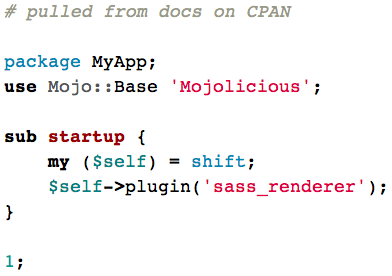 # pulled from docs on CPAN
package MyApp;
use Mojo::Base 'Mojolicious';
sub startup {
    my ($self) = shift;
    $self->plugin('sass_renderer');
}
1;